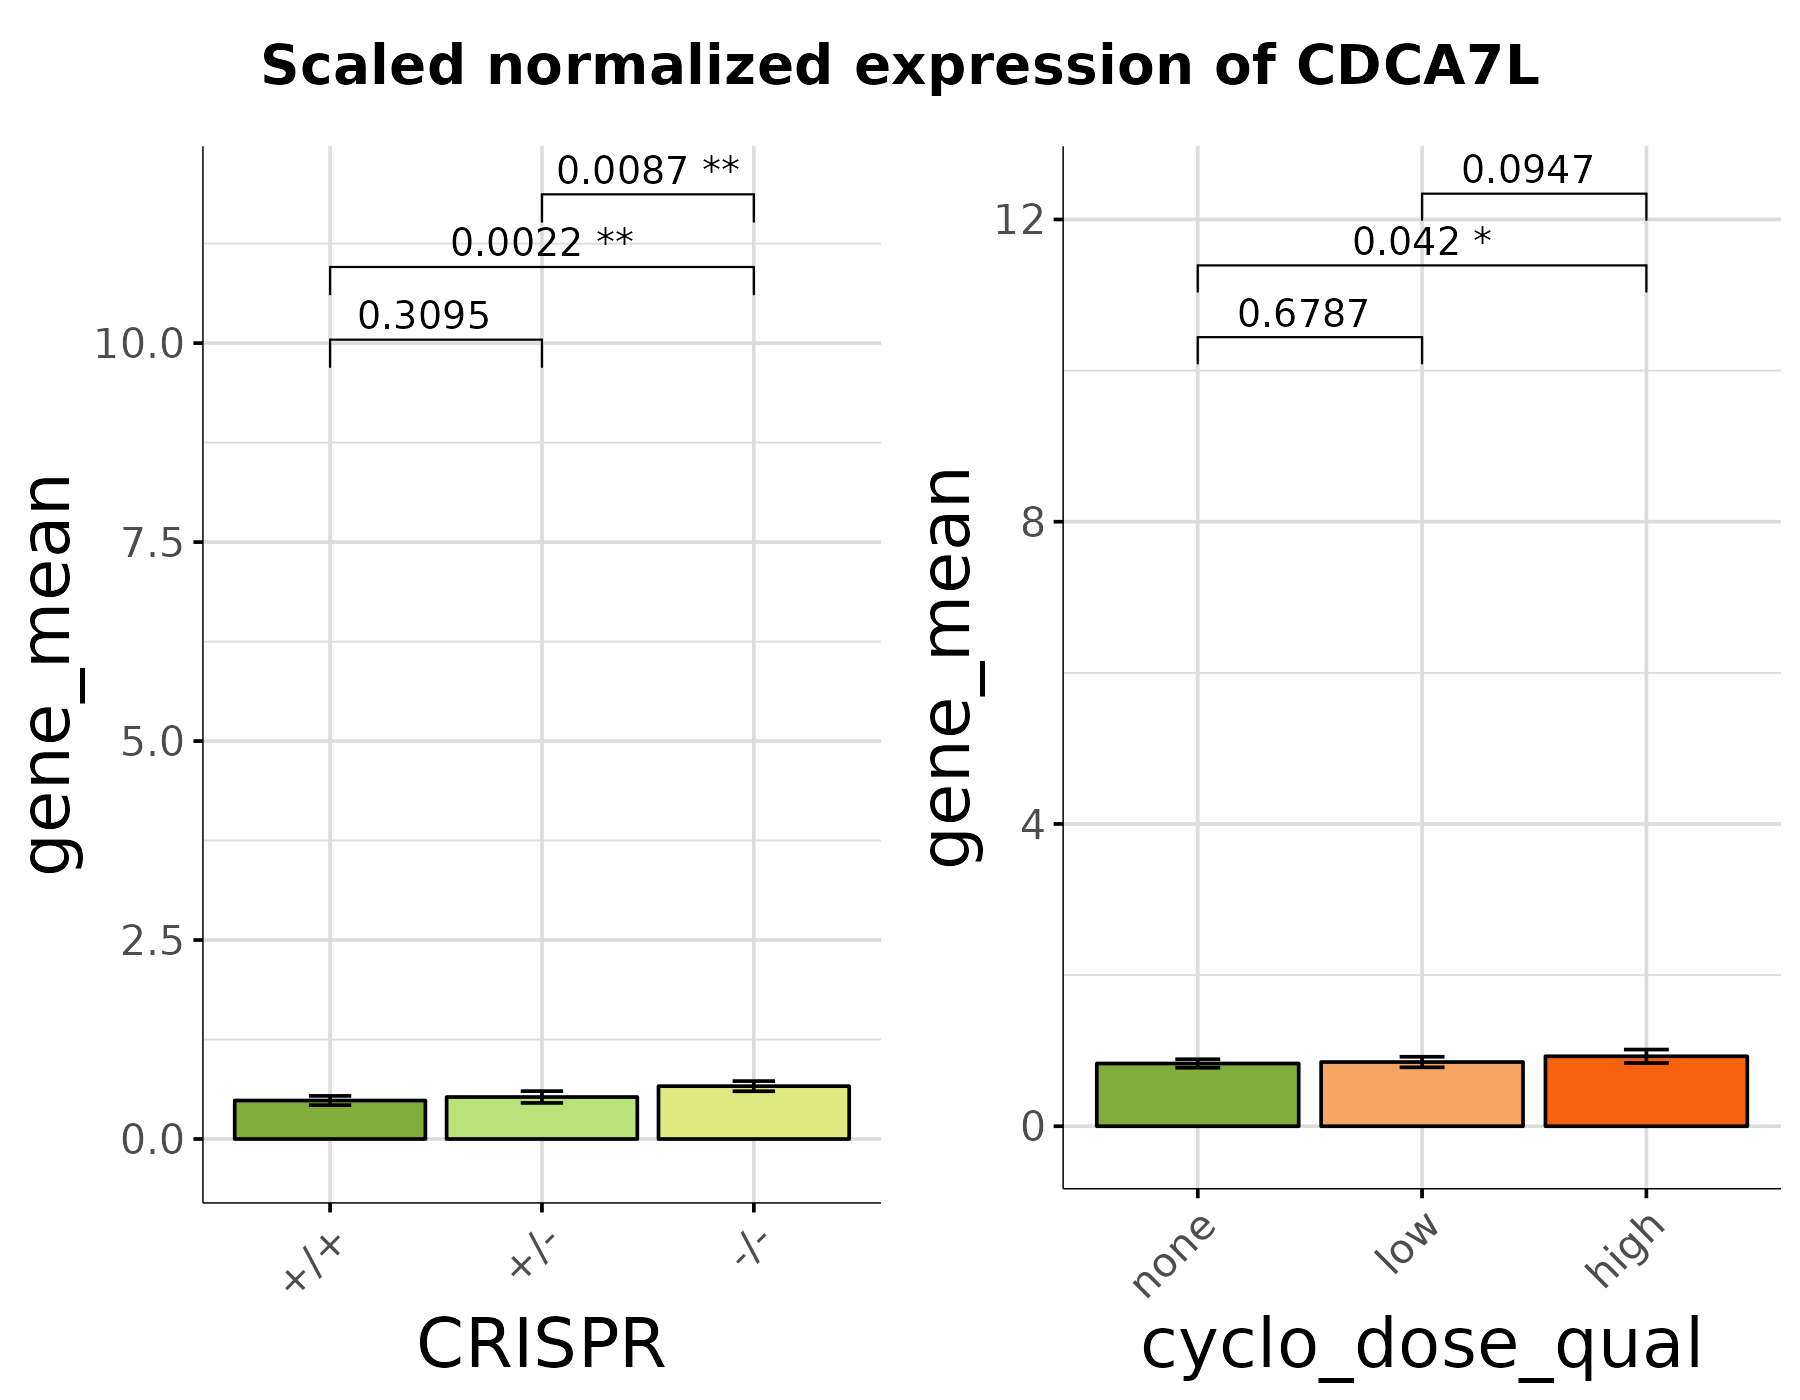 Scaled normalized expression of CDCA7L
gene_mean
10.0
7.5
5.0
2.5
0.0
0.0087 **
0.0022 **
0.3095
+/+
+/-
-/-
CRISPR
gene_mean
12
8
4
0
0.0947
0.042 *
0.6787
none
low
high
cyclo_dose_qual